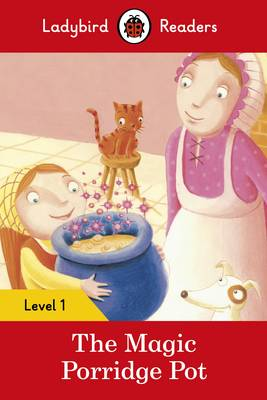 Ladybird Readers
Level 1
The Magic
Porridge Pot